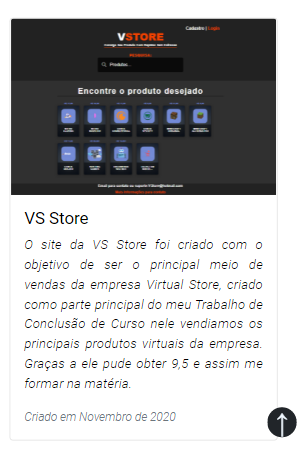 Cadastro | Login
VSTORE
Produtos...
Encontre o produto desejado
VS Store
O site da VS Store foi criado com o
objetivo de ser o principal meio de
vendas da empresa Virtual Store, criado
como parte principal do meu Trabalho de
Conclusão de Curso nele vendiamos os
principais produtos virtuais da empresa.
Graças a ele pude obter 9,5 e assim me
formar na matéria.
Criado em Novembro de 2020